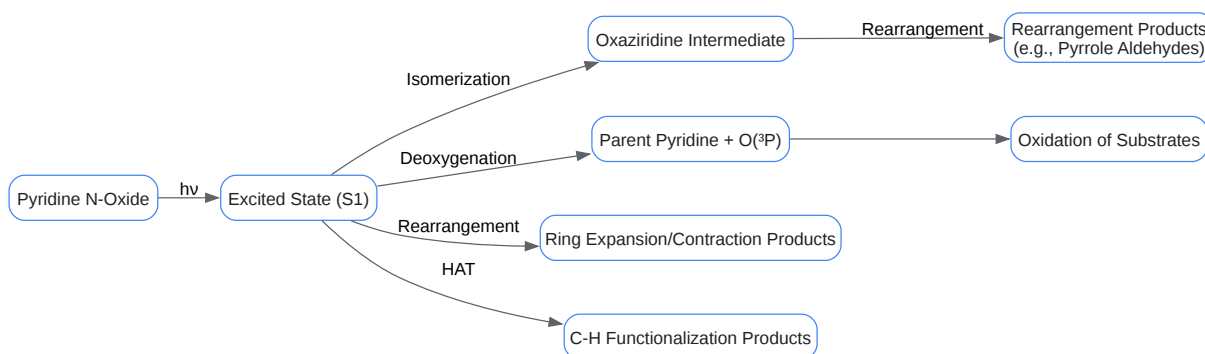 Oxaziridine Intermediate
Rearrangement
Rearrangement Products
(e.g., Pyrrole Aldehydes)
Isomerization
Deoxygenation
Parent Pyridine + O(³P)
Oxidation of Substrates
Pyridine N-Oxide
hν
Excited State (S1)
Rearrangement
Ring Expansion/Contraction Products
HAT
C-H Functionalization Products